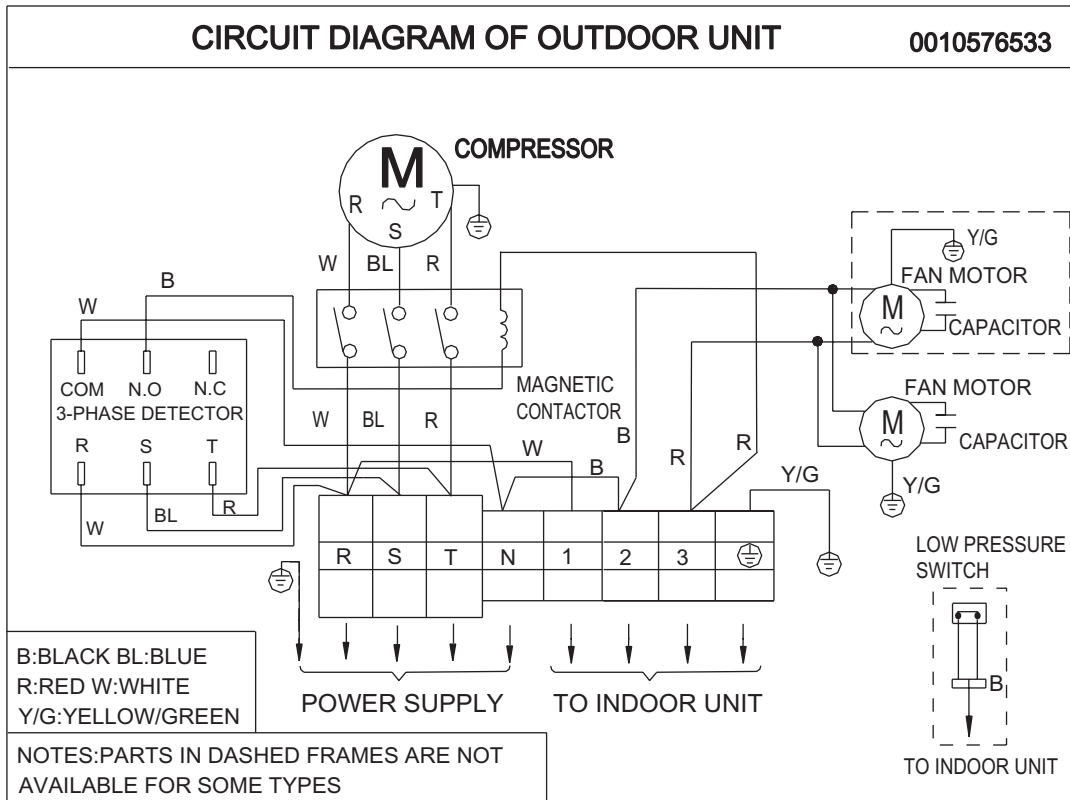 CIRCUIT DIAGRAM OF OUTDOOR UNIT 0010576533
COMPRESSOR
M
R S T
W BL R
B
W
COM N.O N.C
3-PHASE DETECTOR
R S T
W BL R
MAGNETIC
CONTACTOR
W BL R
W
B
B
R
R
Y/G
Y/G
FAN MOTOR
M
CAPACITOR
FAN MOTOR
M
CAPACITOR
Y/G
R S T N 1 2 3
POWER SUPPLY
TO INDOOR UNIT
LOW PRESSURE
SWITCH
B
TO INDOOR UNIT
B:BLACK BL:BLUE
R:RED W:WHITE
Y/G:YELLOW/GREEN
NOTES:PARTS IN DASHED FRAMES ARE NOT
AVAILABLE FOR SOME TYPES